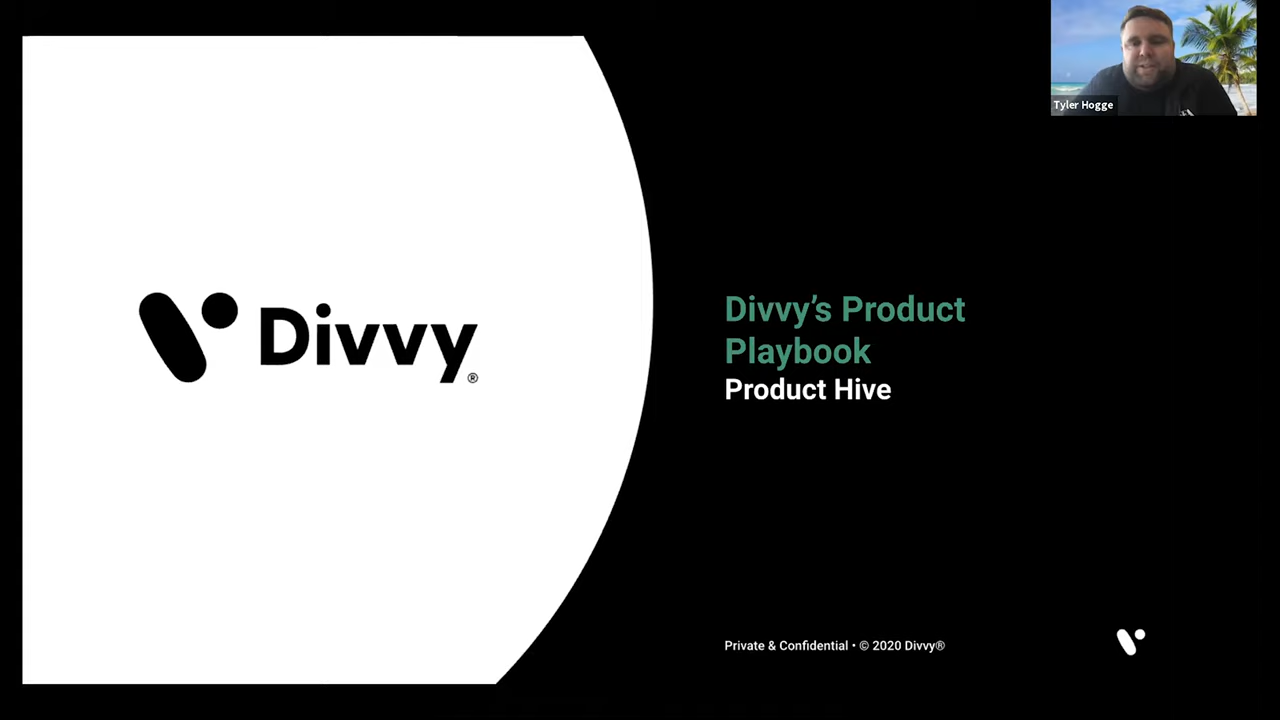 Tyler Hogge
Divvy®
Divvy's Product
Playbook
Product Hive
Private & Confidential • © 2020 Divvy®